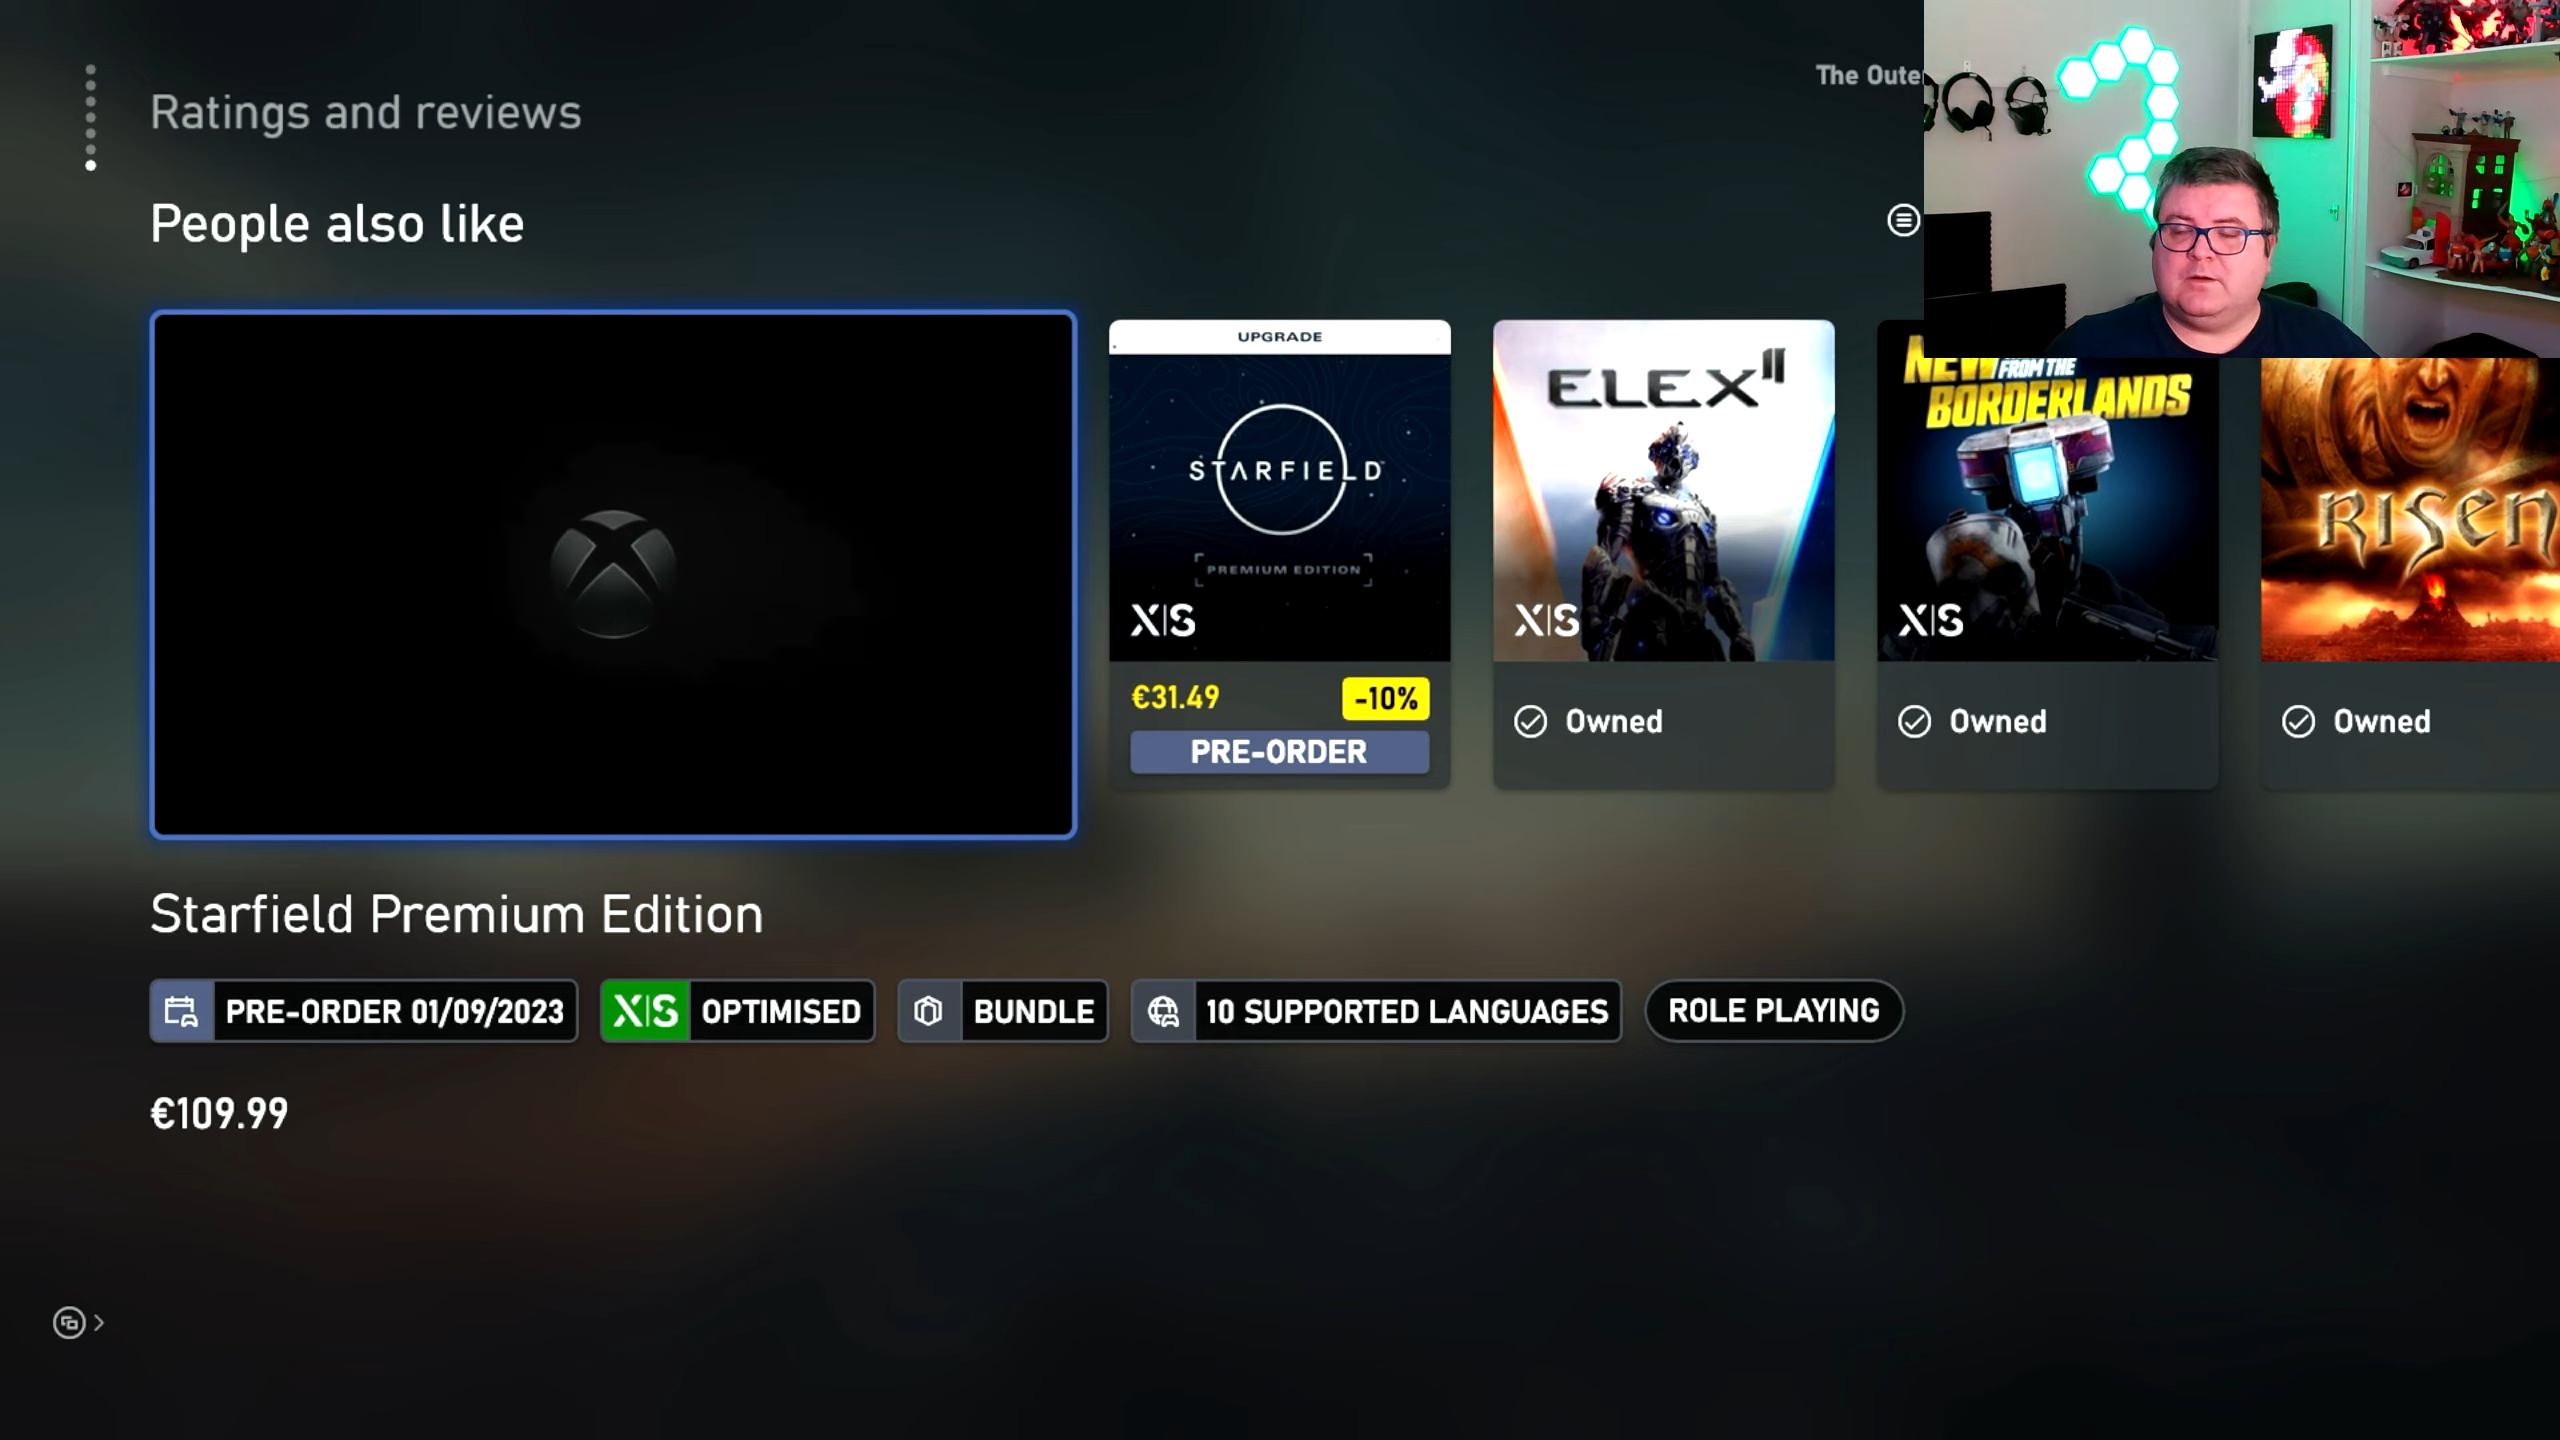 The Oute
Ratings and reviews
People also like
UPGRADE
STARFIELD
PREMIUM EDITION
X|S
€31.49
-10%
PRE-ORDER
ELEX II
X|S
Owned
NEW FROM THE
BORDERLANDS
X|S
Owned
RISEN
Owned
Starfield Premium Edition
PRE-ORDER 01/09/2023
X|S OPTIMISED
BUNDLE
10 SUPPORTED LANGUAGES
ROLE PLAYING
€109.99